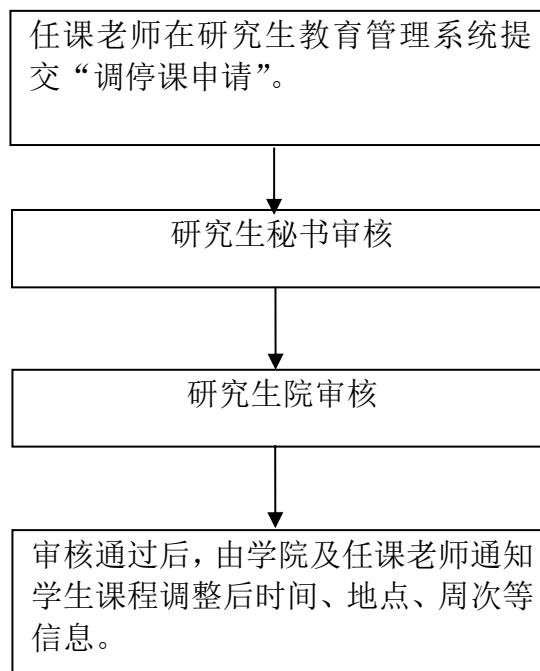 任课老师在研究生教育管理系统提
交“调停课申请”。
研究生秘书审核
研究生院审核
审核通过后，由学院及任课老师通知
学生课程调整后时间、地点、周次等
信息。